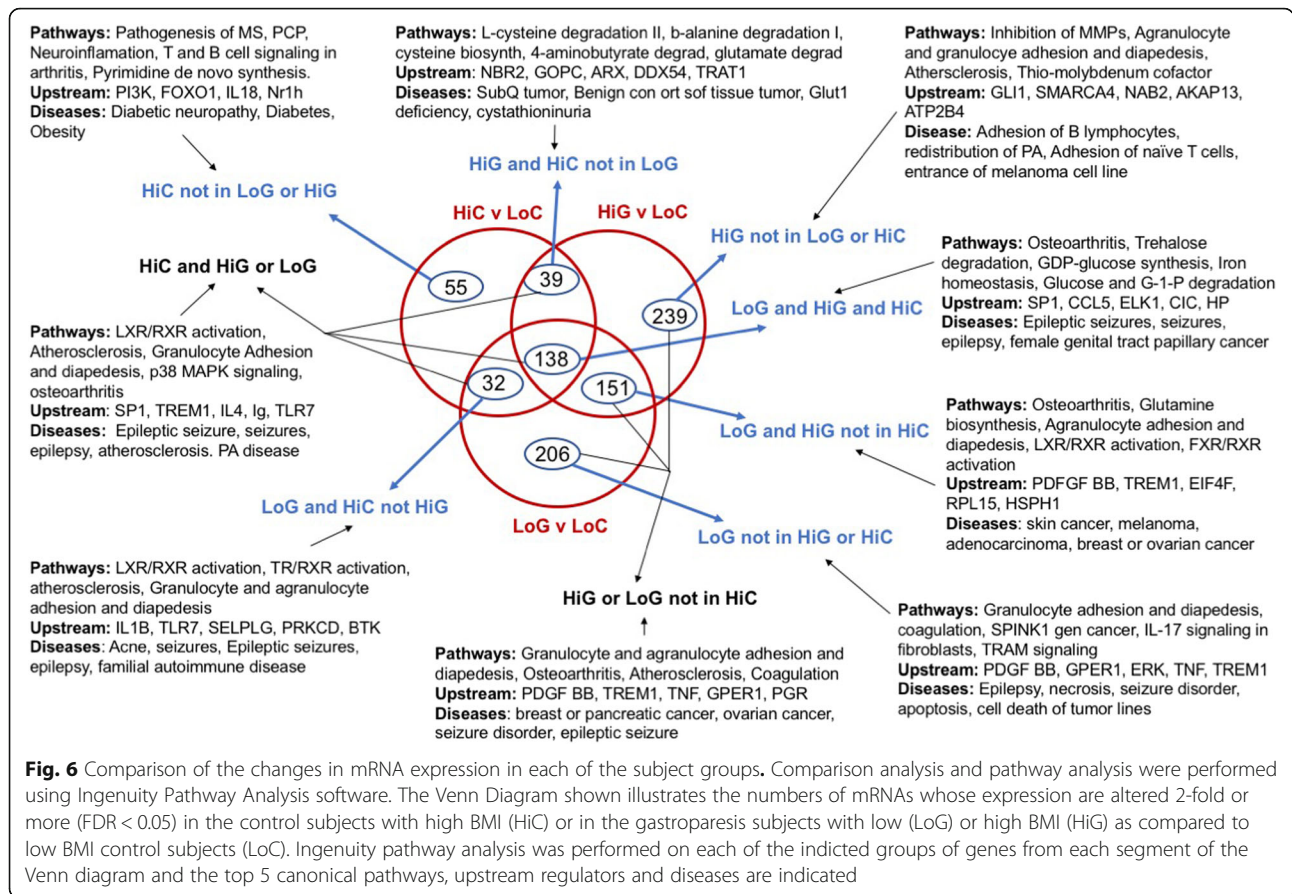 Pathways: Pathogenesis of MS, PCP,
Neuroinflamation, T and B cell signaling in
arthritis, Pyrimidine de novo synthesis.
Upstream: PI3K, FOXO1, IL18, Nr1h
Diseases: Diabetic neuropathy, Diabetes,
Obesity
Pathways: L-cysteine degradation II, b-alanine degradation I,
cysteine biosynth, 4-aminobutyrate degrad, glutamate degrad
Upstream: NBR2, GOPC, ARX, DDX54, TRAT1
Diseases: SubQ tumor, Benign con ort sof tissue tumor, Glut1
deficiency, cystathioninuria
Pathways: Inhibition of MMPs, Agranulocyte
and granulocye adhesion and diapedesis,
Athersclerosis, Thio-molybdenum cofactor
Upstream: GLI1, SMARCA4, NAB2, AKAP13,
ATP2B4
Disease: Adhesion of B lymphocytes,
redistribution of PA, Adhesion of naïve T cells,
entrance of melanoma cell line
HiG and HiC not in LoG
HiC not in LoG or HiG
HiC v LoC
HiG v LoC
HiG not in LoG or HiC
HiC and HiG or LoG
55
39
239
LoG and HiG and HiC
Pathways: Osteoarthritis, Trehalose
degradation, GDP-glucose synthesis, Iron
homeostasis, Glucose and G-1-P degradation
Upstream: SP1, CCL5, ELK1, CIC, HP
Diseases: Epileptic seizures, seizures,
epilepsy, female genital tract papillary cancer
Pathways: LXR/RXR activation,
Atherosclerosis, Granulocyte Adhesion
and diapedesis, p38 MAPK signaling,
osteoarthritis
Upstream: SP1, TREM1, IL4, Ig, TLR7
Diseases: Epileptic seizure, seizures,
epilepsy, atherosclerosis. PA disease
138
32
151
206
LoG and HiG not in HiC
Pathways: Osteoarthritis, Glutamine
biosynthesis, Agranulocyte adhesion and
diapedesis, LXR/RXR activation, FXR/RXR
activation
Upstream: PDFGF BB, TREM1, EIF4F,
RPL15, HSPH1
Diseases: skin cancer, melanoma,
adenocarcinoma, breast or ovarian cancer
LoG and HiC not HiG
LoG v LoC
LoG not in HiG or HiC
Pathways: LXR/RXR activation, TR/RXR activation,
atherosclerosis, Granulocyte and agranulocyte
adhesion and diapedesis
Upstream: IL1B, TLR7, SELPLG, PRKCD, BTK
Diseases: Acne, seizures, Epileptic seizures,
epilepsy, familial autoimmune disease
HiG or LoG not in HiC
Pathways: Granulocyte and agranulocyte adhesion and
diapedesis, Osteoarthritis, Atherosclerosis, Coagulation
Upstream: PDGF BB, TREM1, TNF, GPER1, PGR
Diseases: breast or pancreatic cancer, ovarian cancer,
seizure disorder, epileptic seizure
Pathways: Granulocyte adhesion and diapedesis,
coagulation, SPINK1 gen cancer, IL-17 signaling in
fibroblasts, TRAM signaling
Upstream: PDGF BB, GPER1, ERK, TNF, TREM1
Diseases: Epilepsy, necrosis, seizure disorder,
apoptosis, cell death of tumor lines
Fig. 6 Comparison of the changes in mRNA expression in each of the subject groups. Comparison analysis and pathway analysis were performed
using Ingenuity Pathway Analysis software. The Venn Diagram shown illustrates the numbers of mRNAs whose expression are altered 2-fold or
more (FDR < 0.05) in the control subjects with high BMI (HiC) or in the gastroparesis subjects with low (LoG) or high BMI (HiG) as compared to
low BMI control subjects (LoC). Ingenuity pathway analysis was performed on each of the indicted groups of genes from each segment of the
Venn diagram and the top 5 canonical pathways, upstream regulators and diseases are indicated